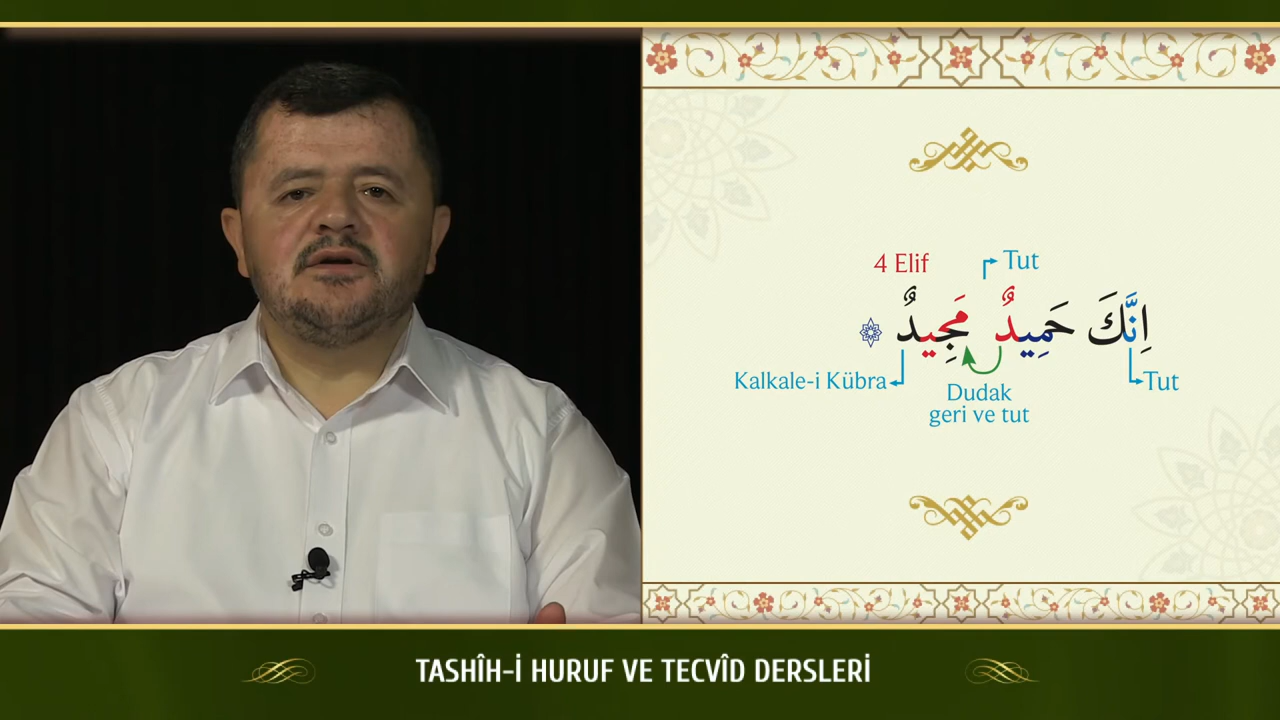 4 Elif
Tut
اِنَّكَ حَمِيدٌ مَجِيدٌ
Kalkale-i Kübra
Dudak
geri ve tut
Tut
TASHÎH-İ HURUF VE TECVÎD DERSLERİ